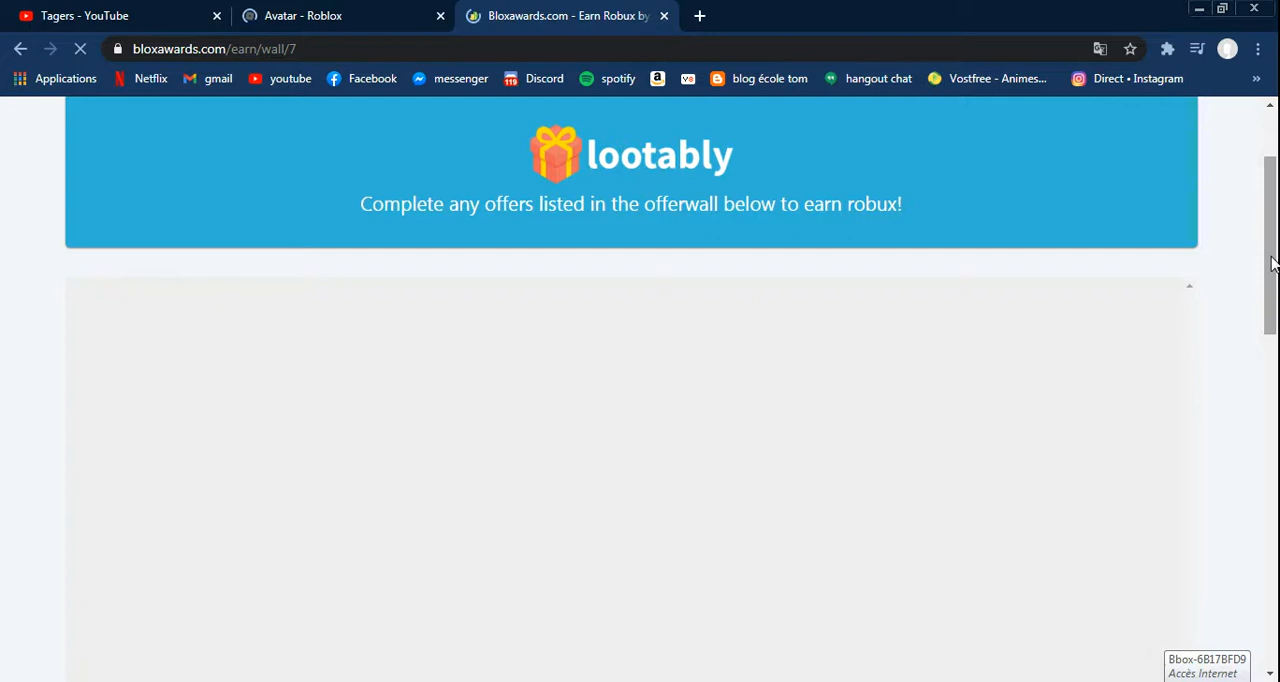 Tagers - YouTube
Avatar - Roblox
Bloxawards.com - Earn Robux by
bloxawards.com/earn/wall/7
Applications
Netflix
gmail
youtube
Facebook
messenger
Discord
spotify
blog école tom
hangout chat
Vostfree - Animes...
Direct • Instagram
»
lootably
Complete any offers listed in the offerwall below to earn robux!
Bbox-6B17BFD9
Accès Internet